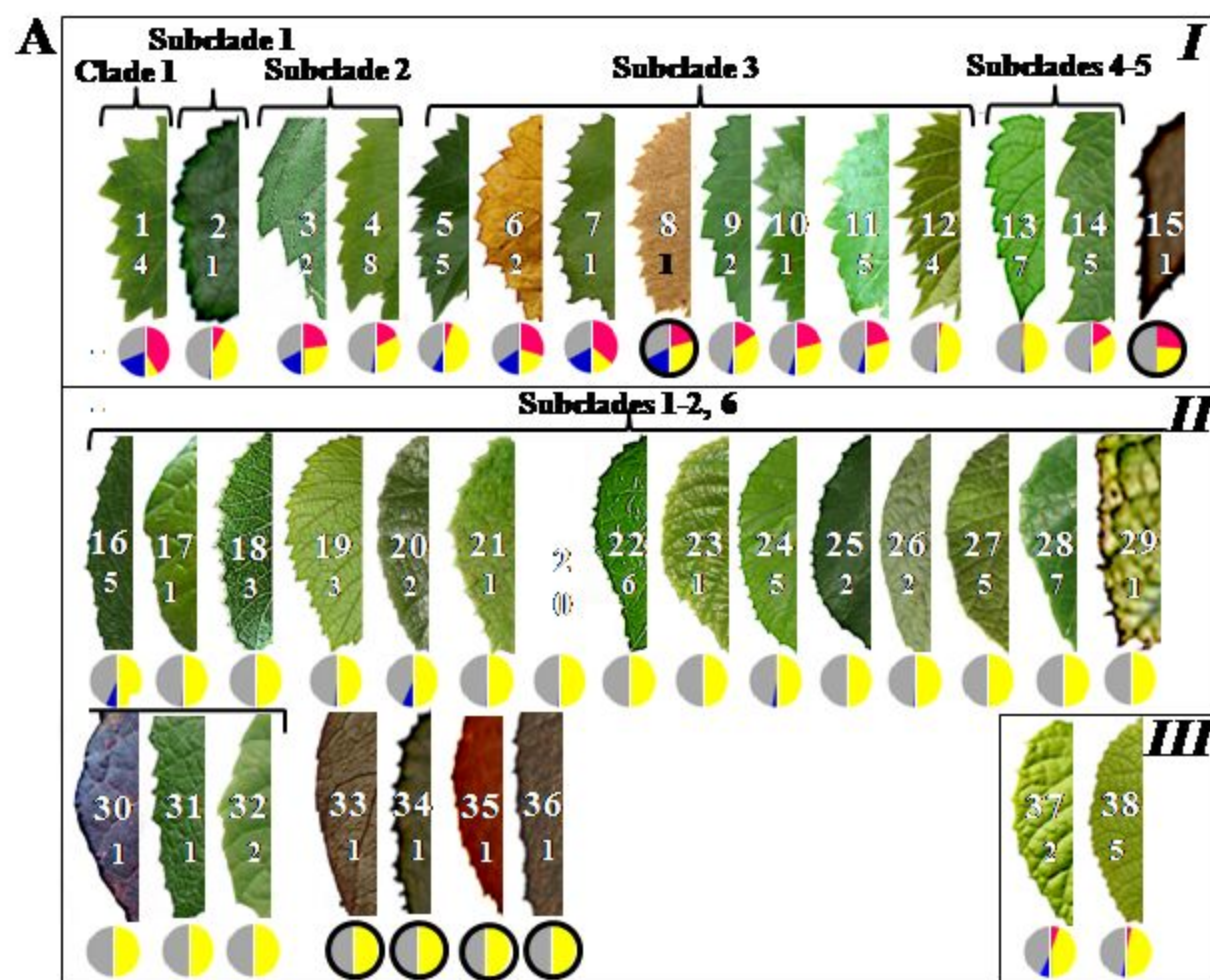 A
I
Subclade 1
Clade 1
Subclade 2
Subclade 3
Subclades 4-5
1 2 3 4 5 6 7 8 9 10 11 12 13 14 15
4 1 2 8 5 2 1 1 2 1 5 4 7 5 1
II
Subclades 1-2, 6
16 17 18 19 20 21 22 23 24 25 26 27 28 29
5 1 3 3 2 1 6 1 5 2 2 5 7 1
III
30 31 32 33 34 35 36 37 38
1 1 2 1 1 1 1 2 5